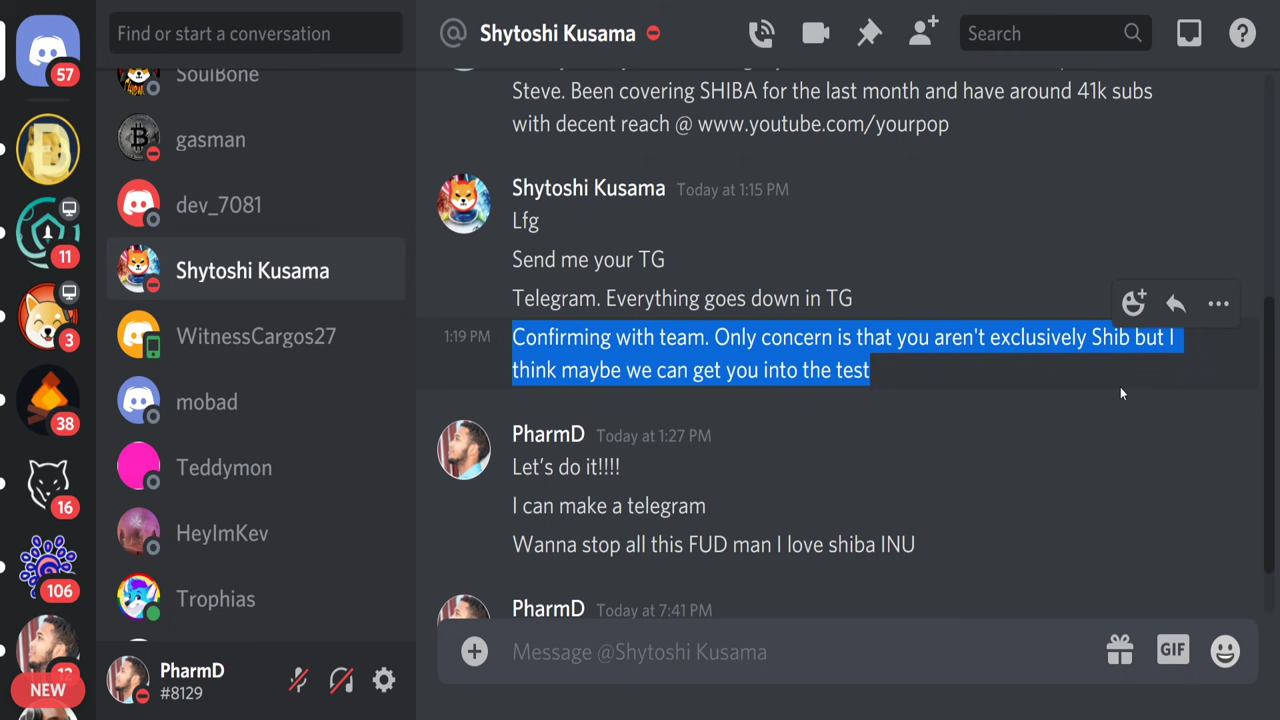 57
11
3
38
16
106
12
NEW
Find or start a conversation
SoulBone
gasman
dev_7081
Shytoshi Kusama
WitnessCargos27
mobad
Teddymon
HeyImKev
Trophias
PharmD
#8129
@ Shytoshi Kusama
Search
Steve. Been covering SHIBA for the last month and have around 41k subs
with decent reach @ www.youtube.com/yourpop
Shytoshi Kusama Today at 1:15 PM
Lfg
Send me your TG
Telegram. Everything goes down in TG
1:19 PM Confirming with team. Only concern is that you aren't exclusively Shib but I
think maybe we can get you into the test
PharmD Today at 1:27 PM
Let's do it!!!!
I can make a telegram
Wanna stop all this FUD man I love shiba INU
PharmD Today at 7:41 PM
Message @Shytoshi Kusama
GIF